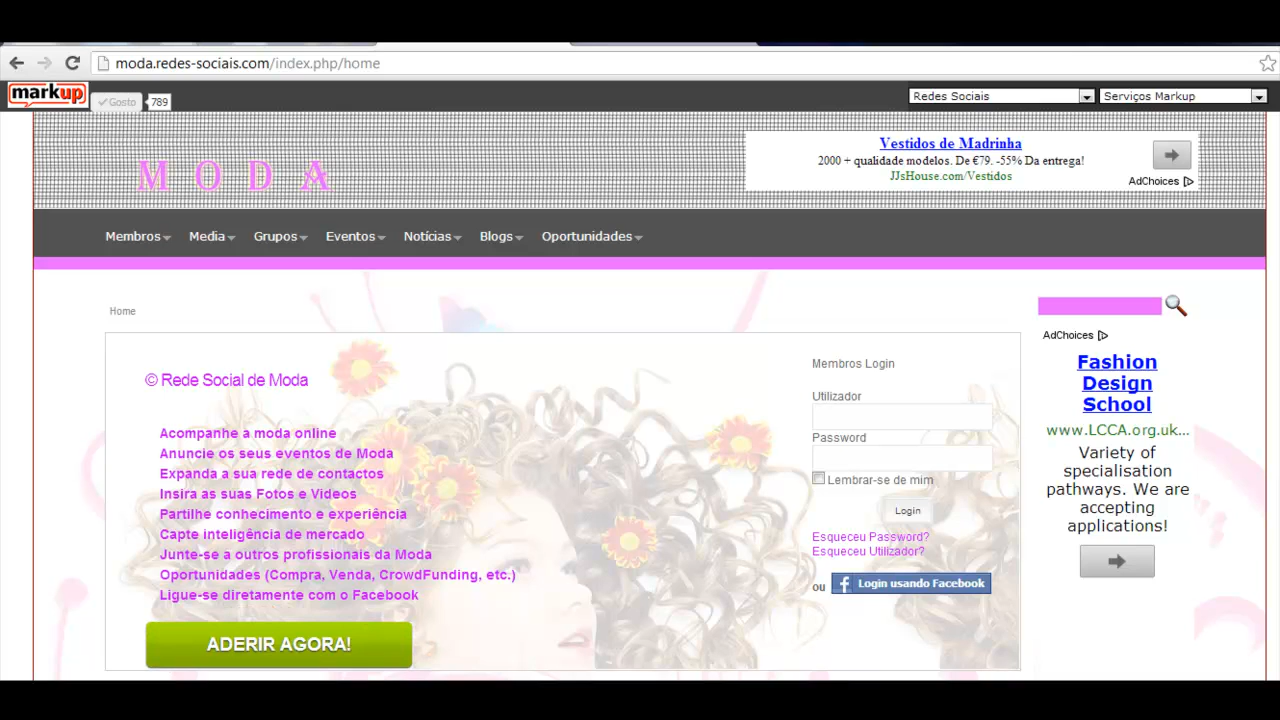 moda.redes-sociais.com/index.php/home
markup
Gosto
789
Redes Sociais
Serviços Markup
M O D A
Vestidos de Madrinha
2000 + qualidade modelos. De €79. -55% Da entrega!
JJsHouse.com/Vestidos
AdChoices
Membros
Media
Grupos
Eventos
Notícias
Blogs
Oportunidades
Home
© Rede Social de Moda
Acompanhe a moda online
Anuncie os seus eventos de Moda
Expanda a sua rede de contactos
Insira as suas Fotos e Videos
Partilhe conhecimento e experiência
Capte inteligência de mercado
Junte-se a outros profissionais da Moda
Oportunidades (Compra, Venda, CrowdFunding, etc.)
Ligue-se diretamente com o Facebook
ADERIR AGORA!
Membros Login
Utilizador
Password
Lembrar-se de mim
Login
Esqueceu Password?
Esqueceu Utilizador?
ou
Login usando Facebook
AdChoices
Fashion
Design
School
www.LCCA.org.uk...
Variety of
specialisation
pathways. We are
accepting
applications!